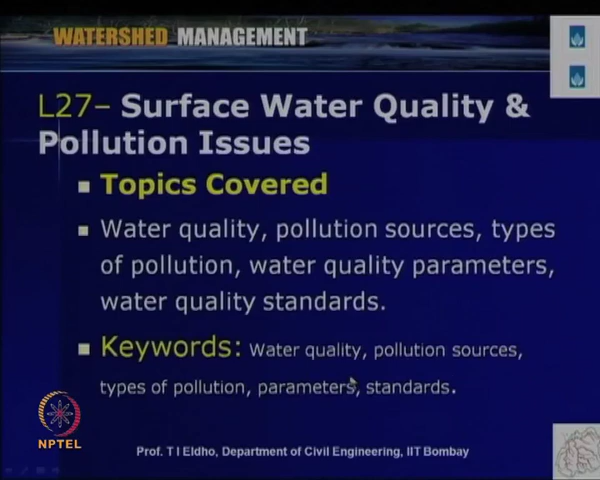 WATERSHED MANAGEMENT
L27– Surface Water Quality &
Pollution Issues
Topics Covered
Water quality, pollution sources, types
of pollution, water quality parameters,
water quality standards.
Keywords: Water quality, pollution sources,
types of pollution, parameters, standards.
NPTEL
Prof. T I Eldho, Department of Civil Engineering, IIT Bombay